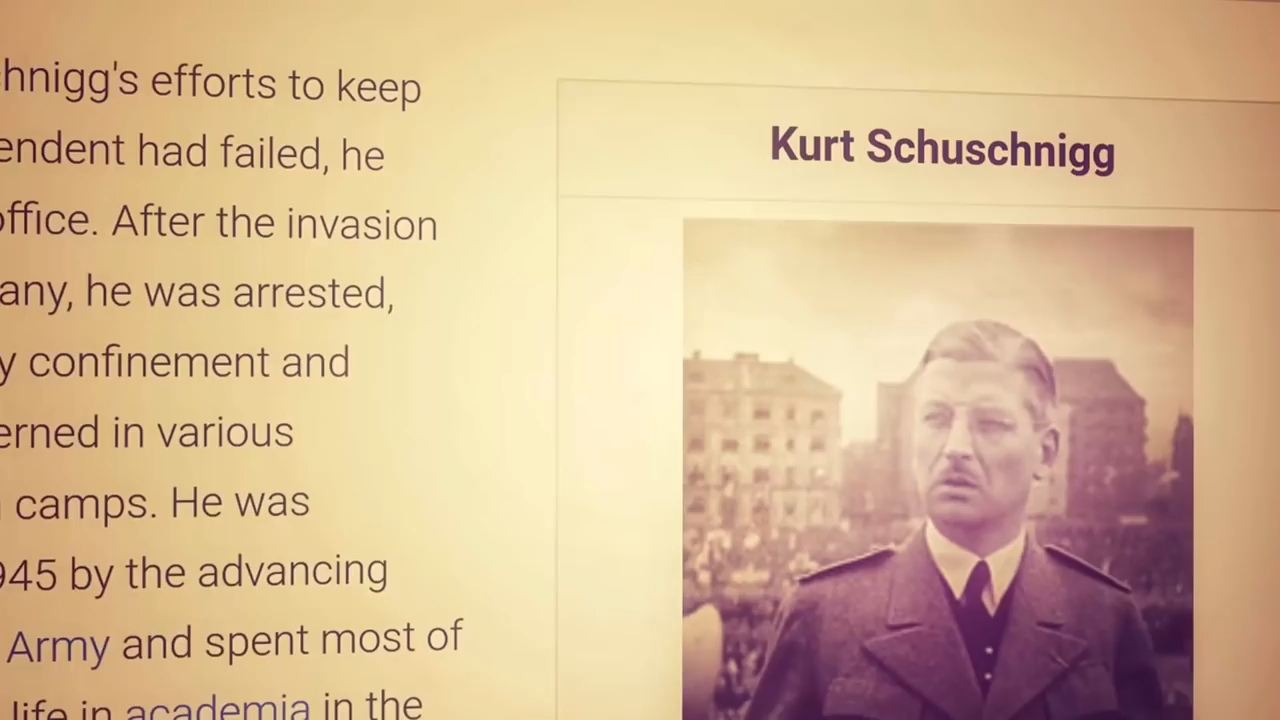 hnigg's efforts to keep
endent had failed, he
office. After the invasion
any, he was arrested,
y confinement and
erned in various
camps. He was
945 by the advancing
Army and spent most of
life in academia in the
Kurt Schuschnigg